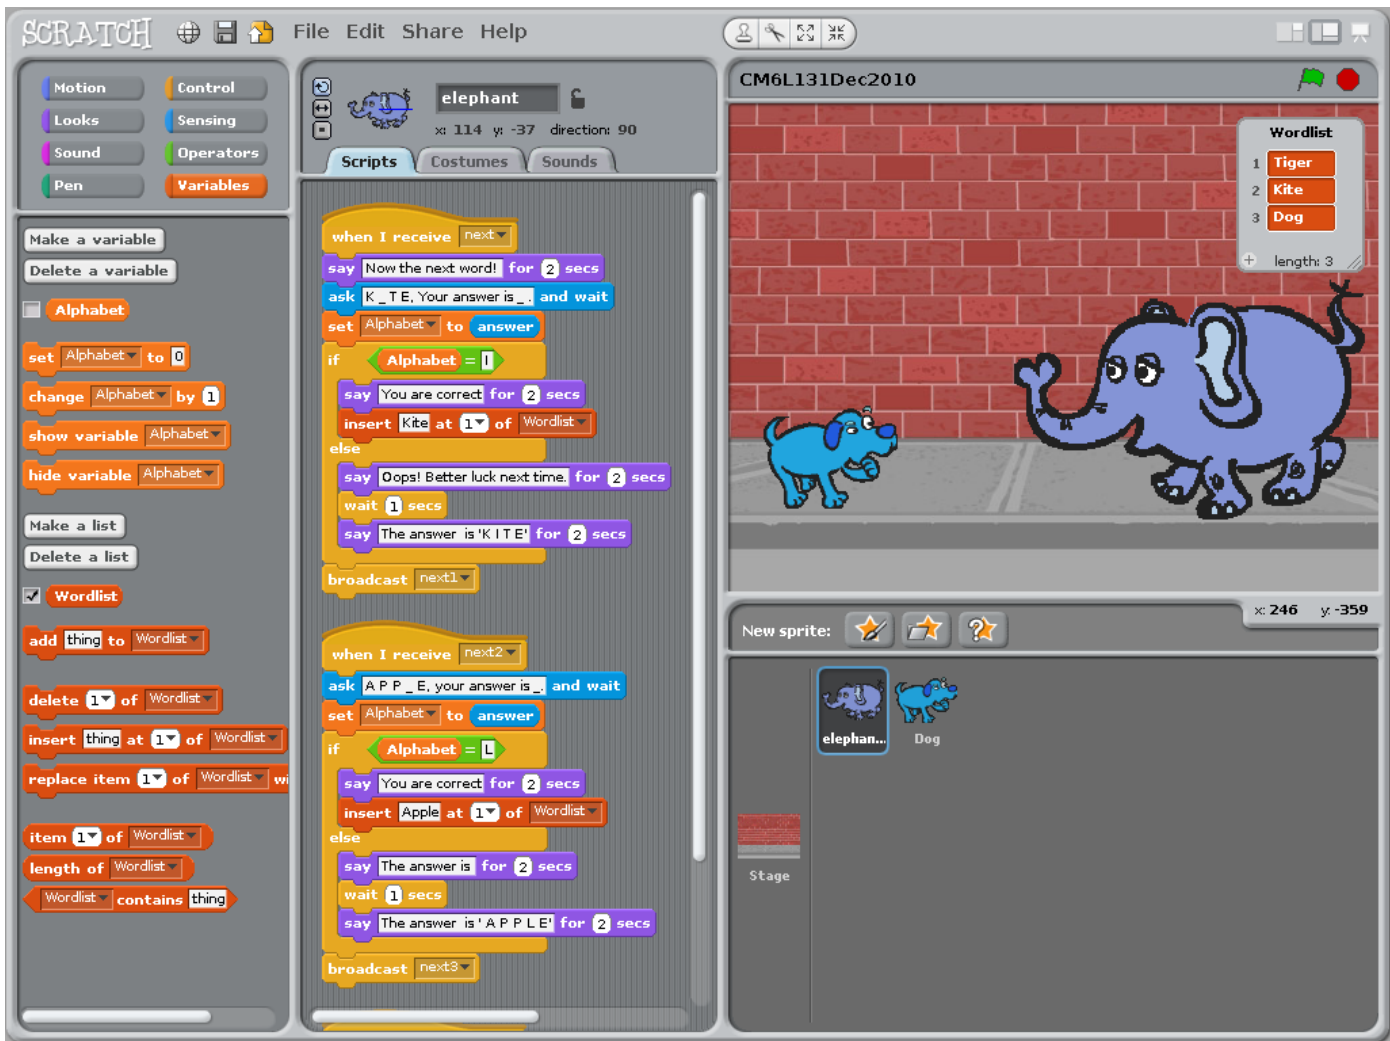 SCRATCH File Edit Share Help
Motion Control
Looks Sensing
Sound Operators
Pen Variables
Make a variable
Delete a variable
Alphabet
set Alphabet to 0
change Alphabet by 1
show variable Alphabet
hide variable Alphabet
Make a list
Delete a list
Wordlist
add thing to Wordlist
delete 1 of Wordlist
insert thing at 1 of Wordlist
replace item 1 of Wordlist wi
item 1 of Wordlist
length of Wordlist
Wordlist contains thing
elephant
x: 114 y: -37 direction: 90
Scripts Costumes Sounds
when I receive next
say Now the next word! for 2 secs
ask K _ T E, Your answer is _ . and wait
set Alphabet to answer
if Alphabet = I
say You are correct for 2 secs
insert Kite at 1 of Wordlist
else
say Oops! Better luck next time. for 2 secs
wait 1 secs
say The answer is 'K I T E' for 2 secs
broadcast next1
when I receive next2
ask A P P _ E, your answer is _. and wait
set Alphabet to answer
if Alphabet = L
say You are correct for 2 secs
insert Apple at 1 of Wordlist
else
say The answer is for 2 secs
wait 1 secs
say The answer is ' A P P L E' for 2 secs
broadcast next3
CM6L131Dec2010
Wordlist
1 Tiger
2 Kite
3 Dog
+ length: 3
x: 246 y: -359
New sprite:
elephan... Dog
Stage